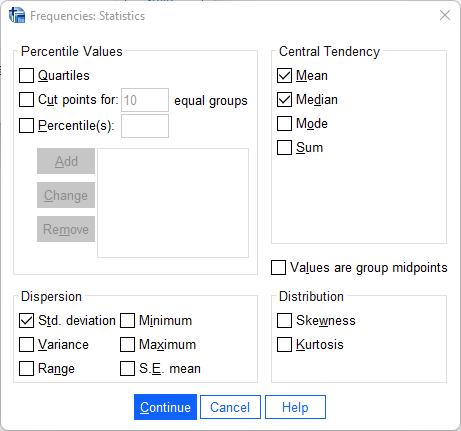 Frequencies: Statistics
Percentile Values
Quartiles
Cut points for: 10 equal groups
Percentile(s):
Add
Change
Remove
Central Tendency
Mean
Median
Mode
Sum
Values are group midpoints
Dispersion
Std. deviation Minimum
Variance Maximum
Range S.E. mean
Distribution
Skewness
Kurtosis
Continue Cancel Help